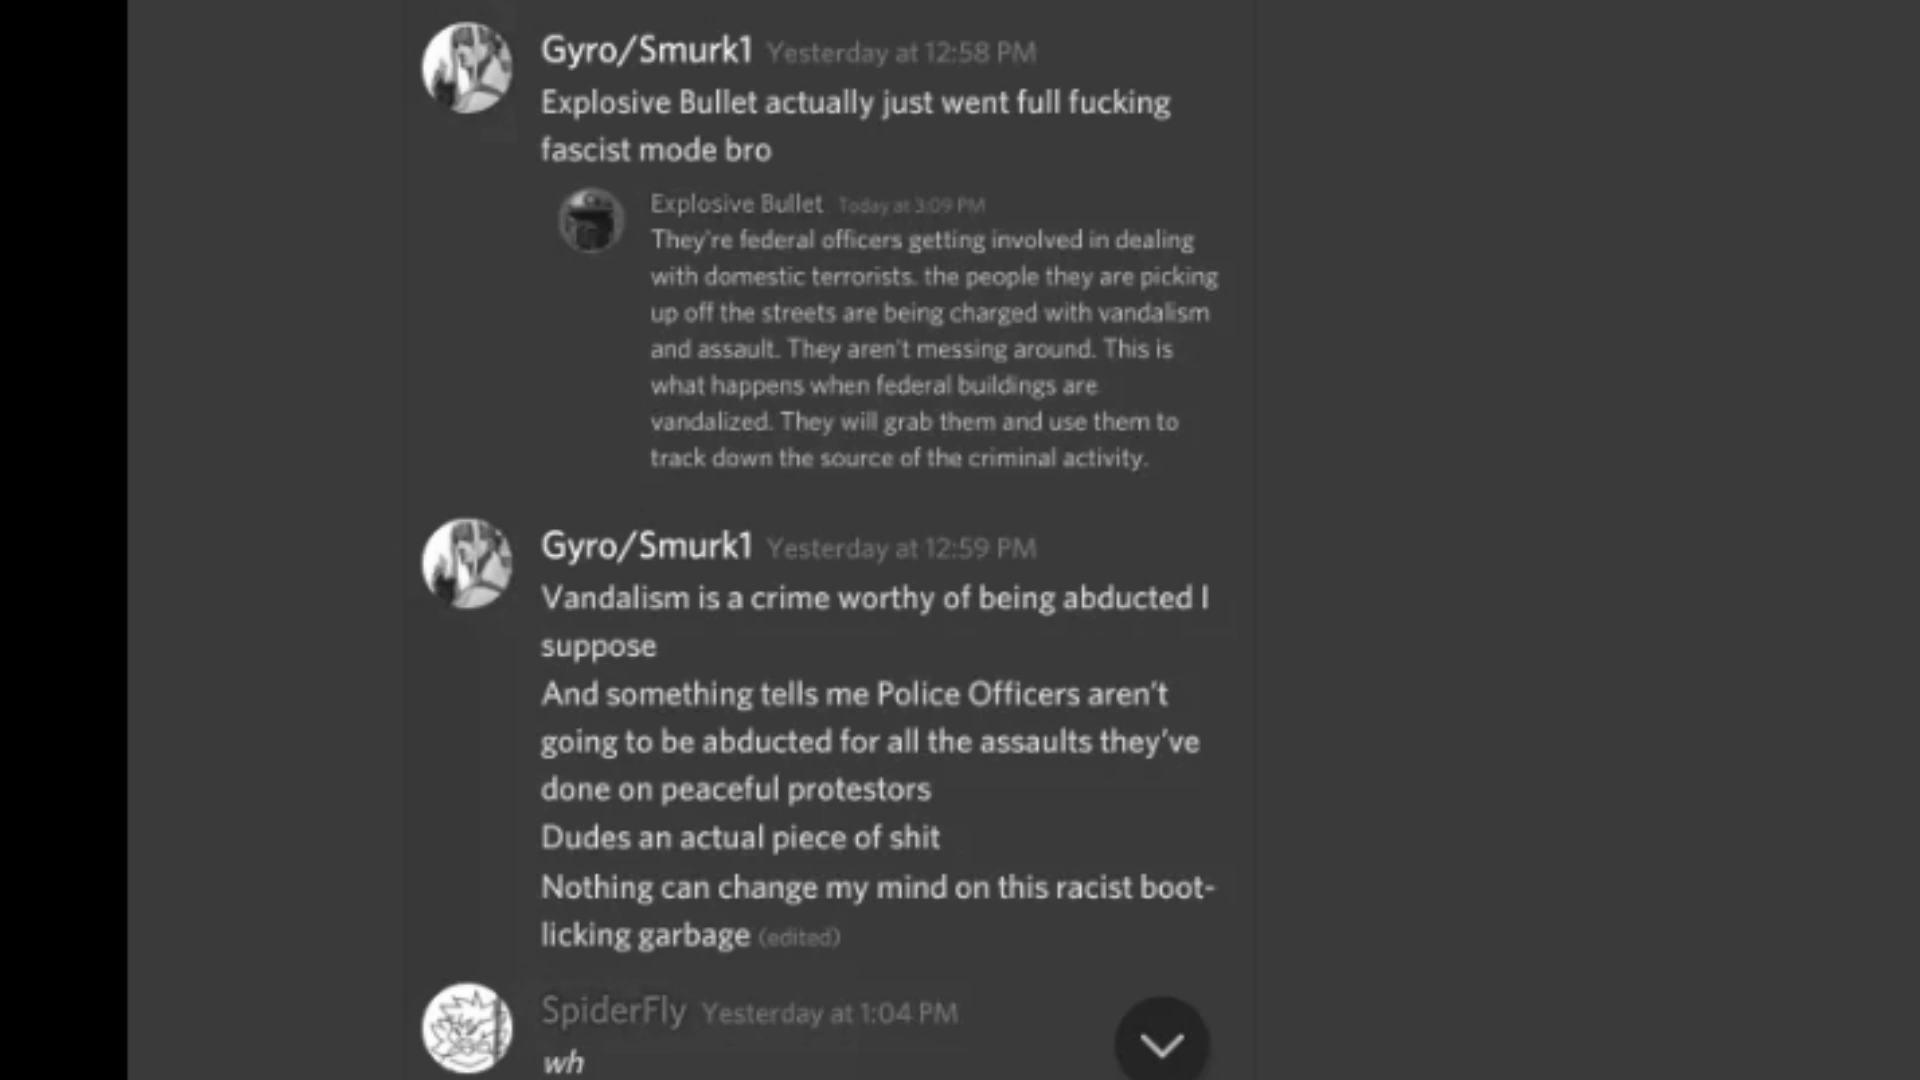 Gyro/Smurk1 Yesterday at 12:58 PM
Explosive Bullet actually just went full fucking
fascist mode bro
Explosive Bullet Today at 3:09 PM
They're federal officers getting involved in dealing
with domestic terrorists. the people they are picking
up off the streets are being charged with vandalism
and assault. They aren't messing around. This is
what happens when federal buildings are
vandalized. They will grab them and use them to
track down the source of the criminal activity.
Gyro/Smurk1 Yesterday at 12:59 PM
Vandalism is a crime worthy of being abducted I
suppose
And something tells me Police Officers aren't
going to be abducted for all the assaults they've
done on peaceful protestors
Dudes an actual piece of shit
Nothing can change my mind on this racist boot-
licking garbage (edited)
SpiderFly Yesterday at 1:04 PM
wh